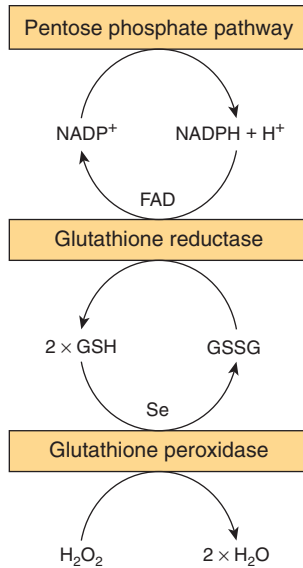 Pentose phosphate pathway
NADP⁺ NADPH + H⁺
FAD
Glutathione reductase
2 × GSH GSSG
Se
Glutathione peroxidase
H₂O₂ 2 × H₂O